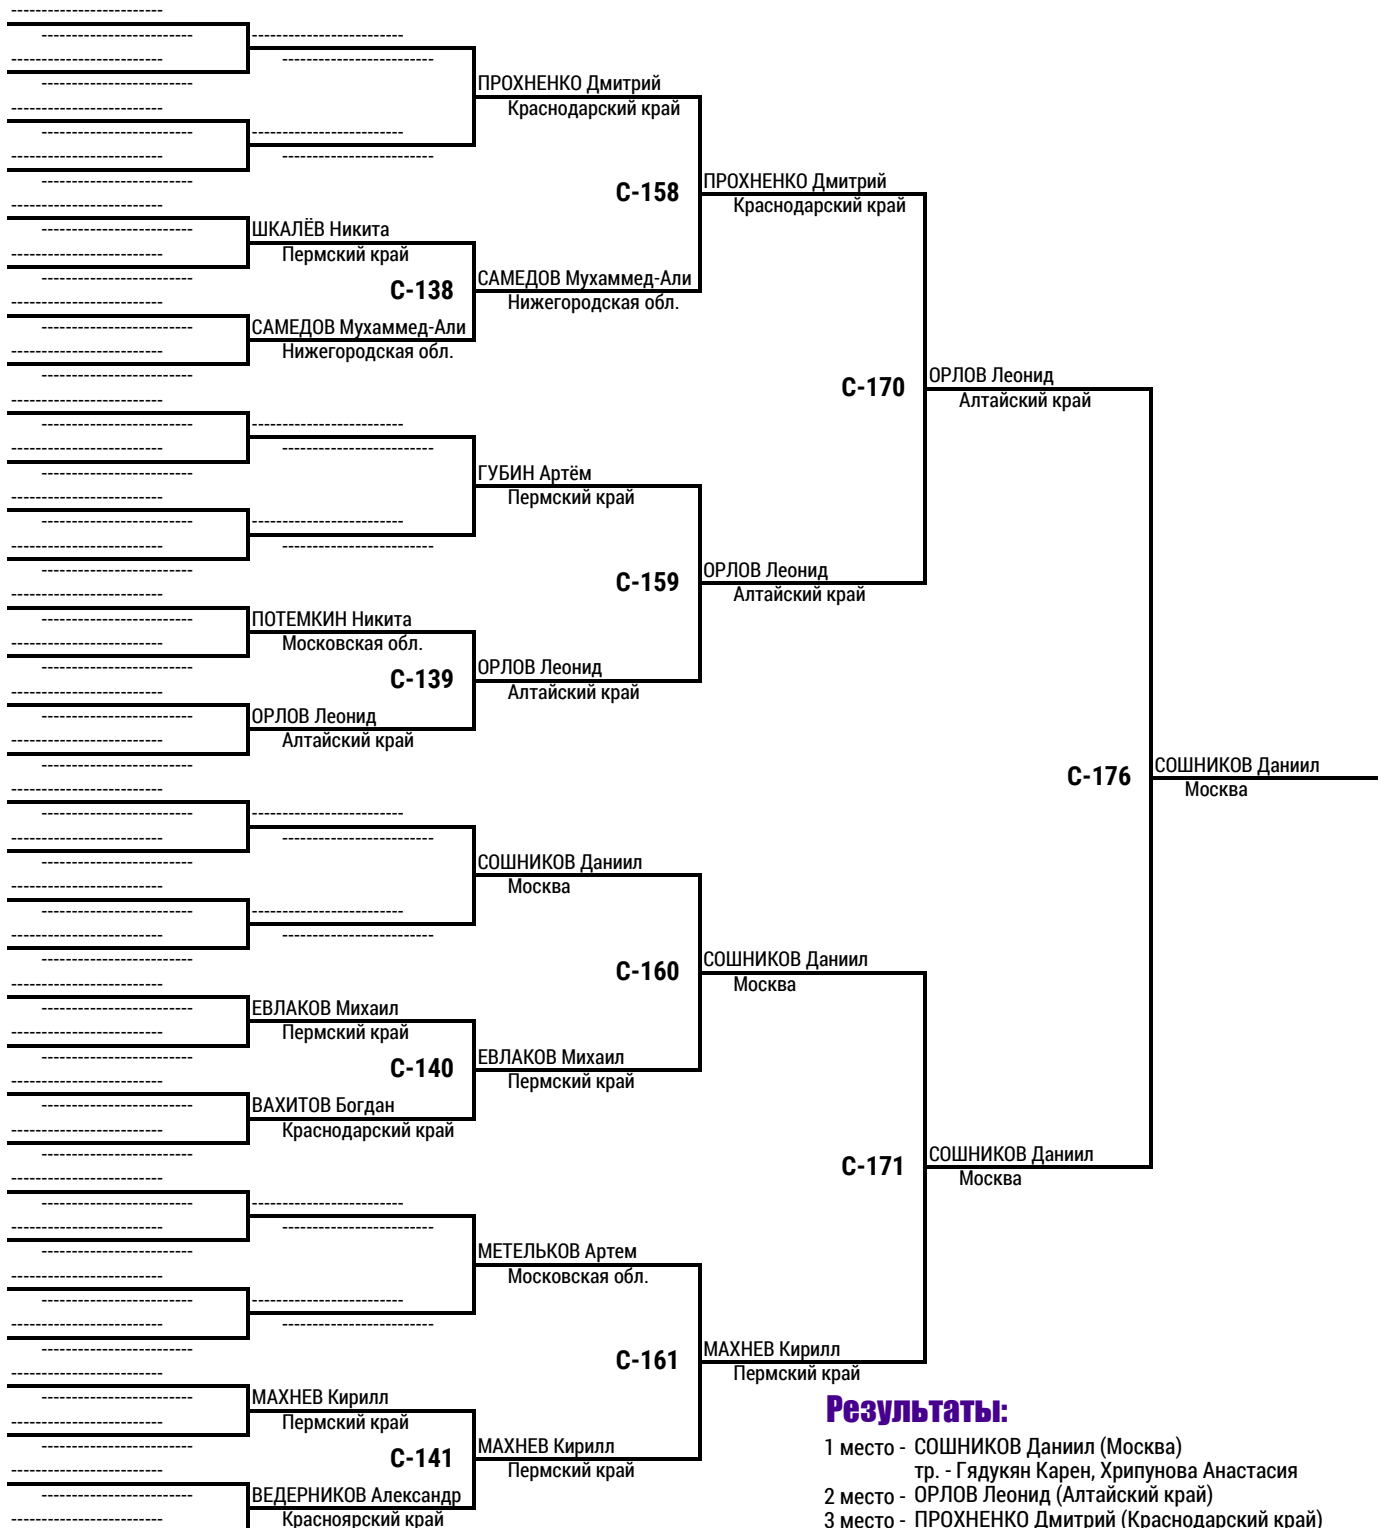 ПРОХНЕНКО Дмитрий
Краснодарский край
С-158
ПРОХНЕНКО Дмитрий
Краснодарский край
ШКАЛЁВ Никита
Пермский край
С-138
САМЕДОВ Мухаммед-Али
Нижегородская обл.
САМЕДОВ Мухаммед-Али
Нижегородская обл.
С-170
ОРЛОВ Леонид
Алтайский край
ГУБИН Артём
Пермский край
С-159
ОРЛОВ Леонид
Алтайский край
ПОТЕМКИН Никита
Московская обл.
С-139
ОРЛОВ Леонид
Алтайский край
ОРЛОВ Леонид
Алтайский край
С-176
СОШНИКОВ Даниил
Москва
СОШНИКОВ Даниил
Москва
С-160
СОШНИКОВ Даниил
Москва
ЕВЛАКОВ Михаил
Пермский край
С-140
ЕВЛАКОВ Михаил
Пермский край
ВАХИТОВ Богдан
Краснодарский край
С-171
СОШНИКОВ Даниил
Москва
МЕТЕЛЬКОВ Артем
Московская обл.
С-161
МАХНЕВ Кирилл
Пермский край
МАХНЕВ Кирилл
Пермский край
С-141
МАХНЕВ Кирилл
Пермский край
ВЕДЕРНИКОВ Александр
Красноярский край
Результаты:
1 место - СОШНИКОВ Даниил (Москва)
тр. - Гядукян Карен, Хрипунова Анастасия
2 место - ОРЛОВ Леонид (Алтайский край)
3 место - ПРОХНЕНКО Дмитрий (Краснодарский край)